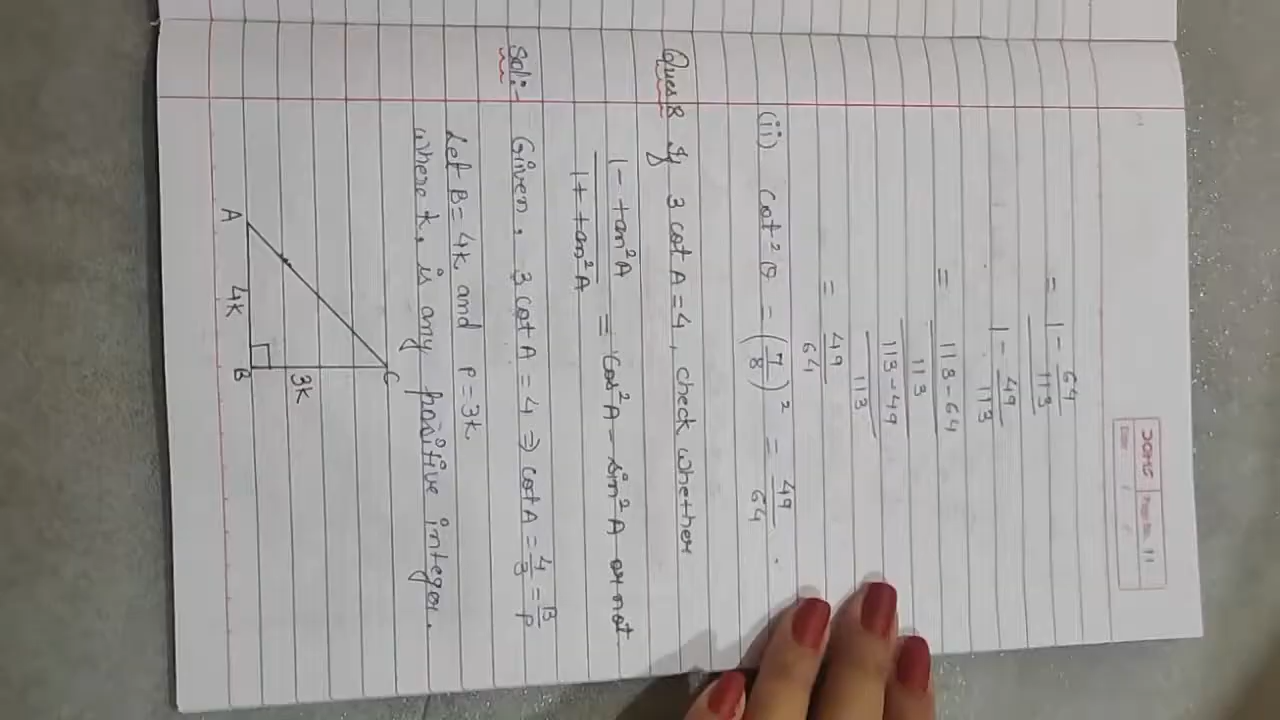 Page No. 11
Date / /
= 1 - 64/113
1 - 49/113
= 113-64
113
113-49
113
= 49
64
(ii) cot²θ = (7/8)² = 49/64.
Ques 8 If 3 cot A = 4, check whether
1 - tan²A / 1 + tan²A = cos²A - sin²A or not.
Sol:- Given, 3 cot A = 4 ⇒ cot A = 4/3 = B/P
Let B = 4k and P = 3k
where k, is any positive integer.
C
3k
A 4k B